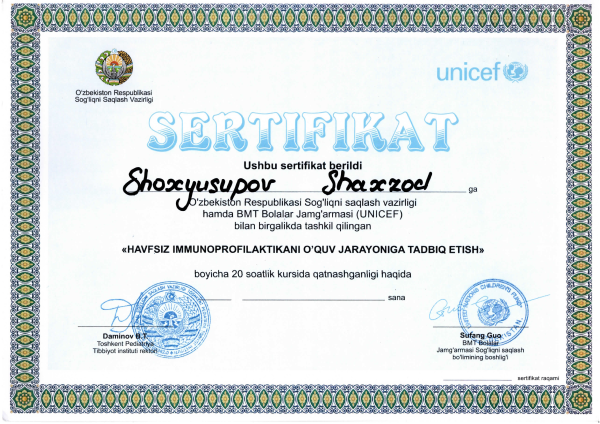 O'zbekiston Respublikasi
Sog'liqni Saqlash Vazirligi
unicef
SERTIFIKAT
Ushbu sertifikat berildi
Shoxyusupov Shaxzod ga
O'zbekiston Respublikasi Sog'liqni saqlash vazirligi
hamda BMT Bolalar Jamg'armasi (UNICEF)
bilan birgalikda tashkil qilingan
«HAVFSIZ IMMUNOPROFILAKTIKANI O'QUV JARAYONIGA TADBIQ ETISH»
boyicha 20 soatlik kursida qatnashganligi haqida
sana
Daminov B.T.
Toshkent Pediatriya
Tibbiyot instituti rektori
Sufang Guo
BMT Bolalar
Jamg'armasi Sog'liqni saqlash
bo'limining boshlig'i
sertifikat raqami